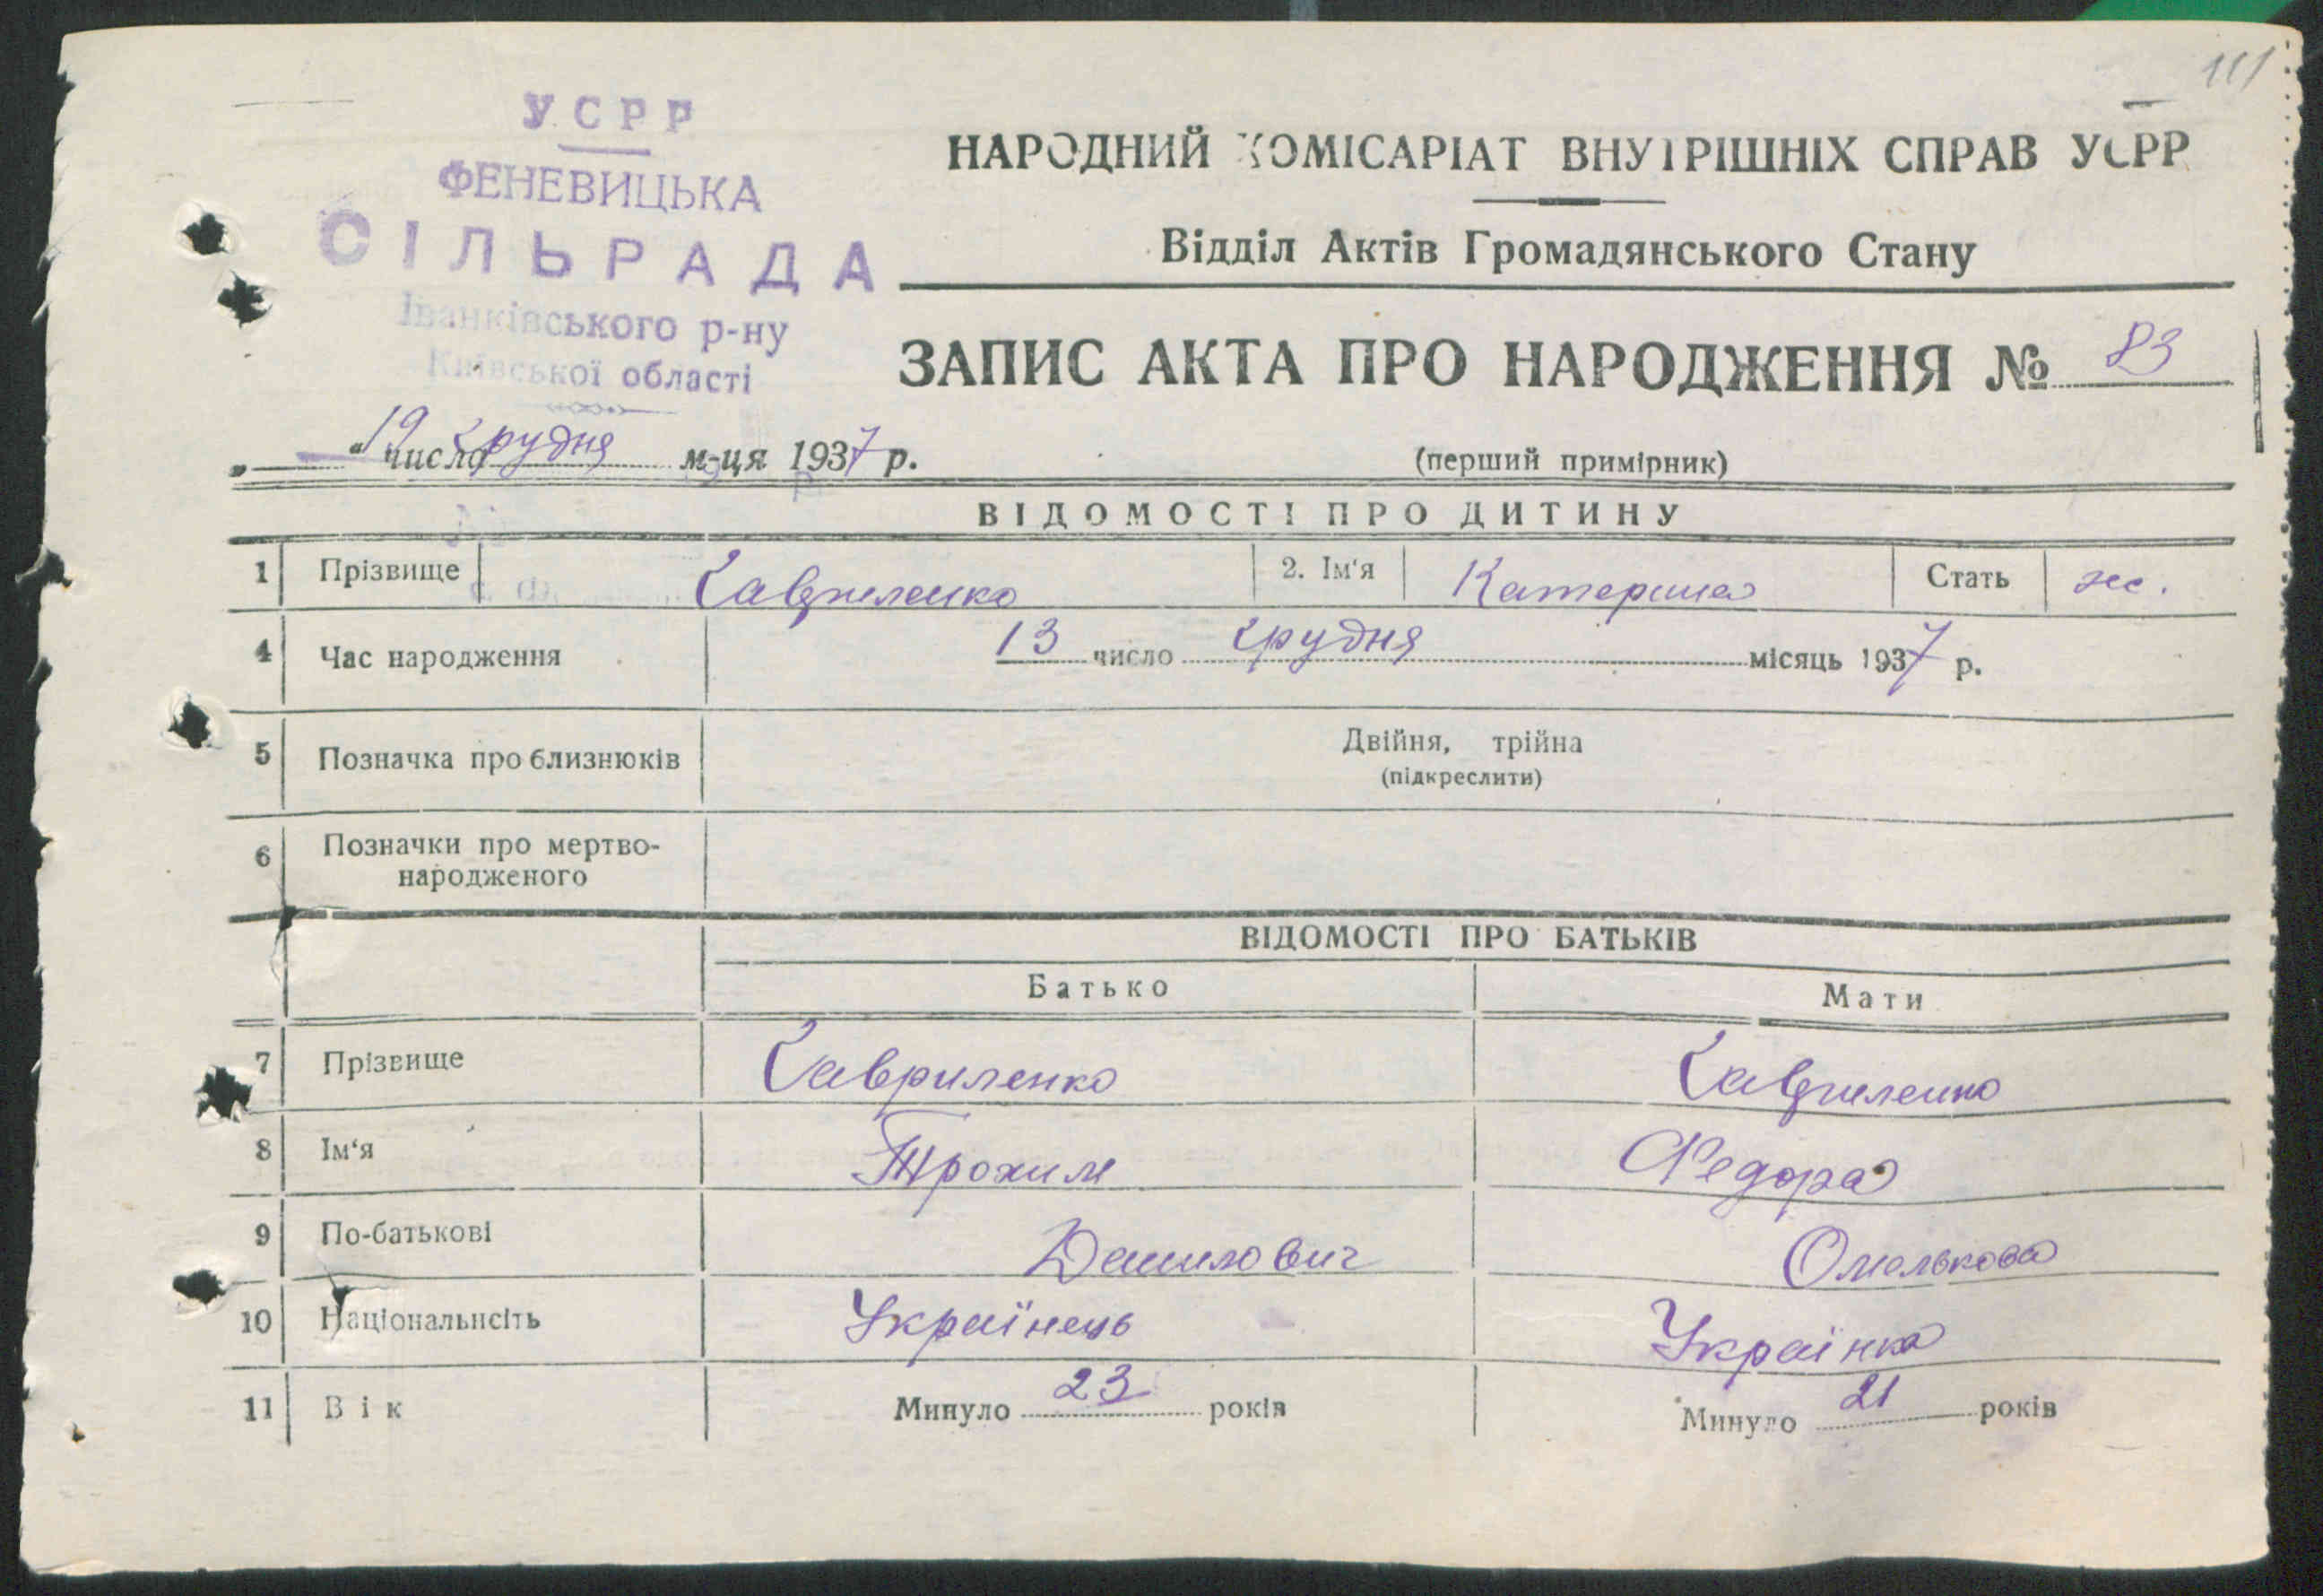 111
УСРР
ФЕНЕВИЦЬКА
СІЛЬРАДА
Іванківського р-ну
Київської області
НАРОДНИЙ КОМІСАРІАТ ВНУТРІШНІХ СПРАВ УСРР
Відділ Актів Громадянського Стану
ЗАПИС АКТА ПРО НАРОДЖЕННЯ № 83
„ “ 19 число грудня м-ця 1937 р.
(перший примірник)
ВІДОМОСТІ ПРО ДИТИНУ
1 Прізвище Гавриленко 2. Ім'я Катерина Стать ж.
4 Час народження 13 число грудня місяць 1937 р.
5 Позначка про близнюків Двійня, трійна
(підкреслити)
6 Позначки про мертво-
народженого
ВІДОМОСТІ ПРО БАТЬКІВ
Батько Мати
7 Прізвище Гавриленко Гавриленко
8 Ім'я Трохим Федора
9 По-батькові Данилович Омелькова
10 Національнсіть Українець Українка
11 Вік Минуло 23 років Минуло 21 років